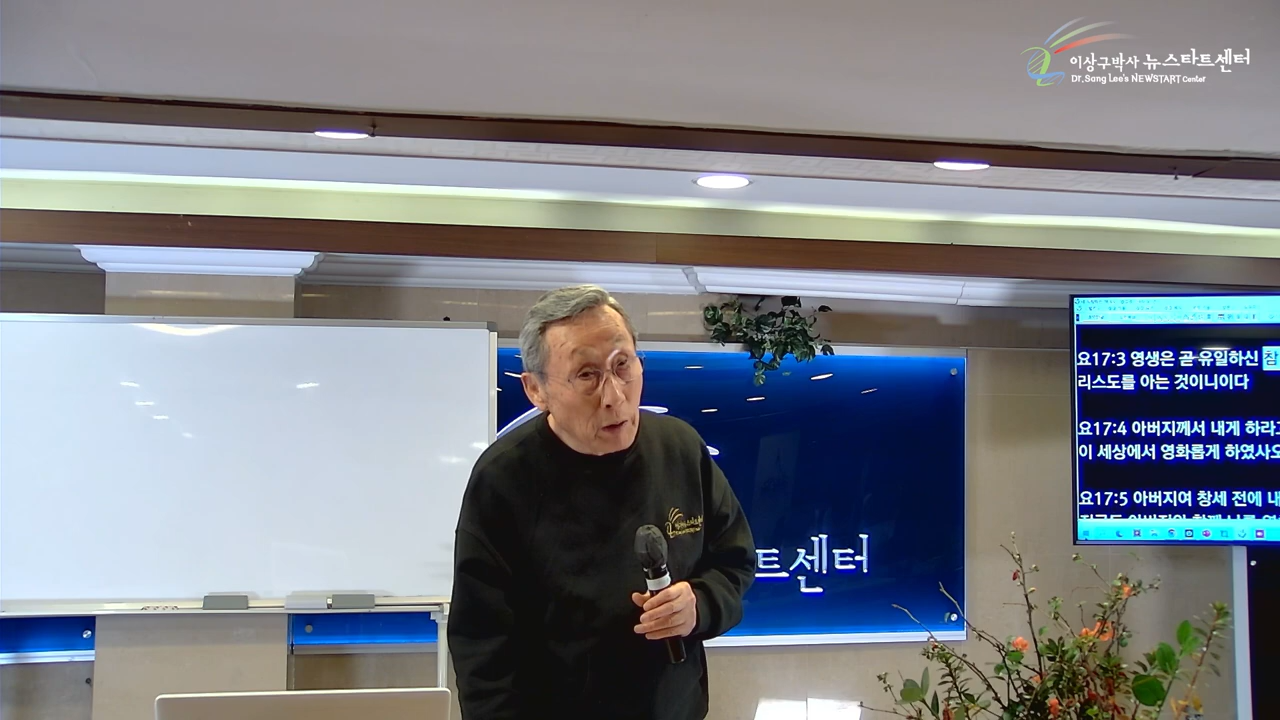 이상구박사 뉴스타트센터
Dr. Sang Lee's NEWSTART Center
요17:3 영생은 곧 유일하신 참
리스도를 아는 것이니이다
요17:4 아버지께서 내게 하라고
이 세상에서 영화롭게 하였사오
요17:5 아버지여 창세 전에 내
트센터